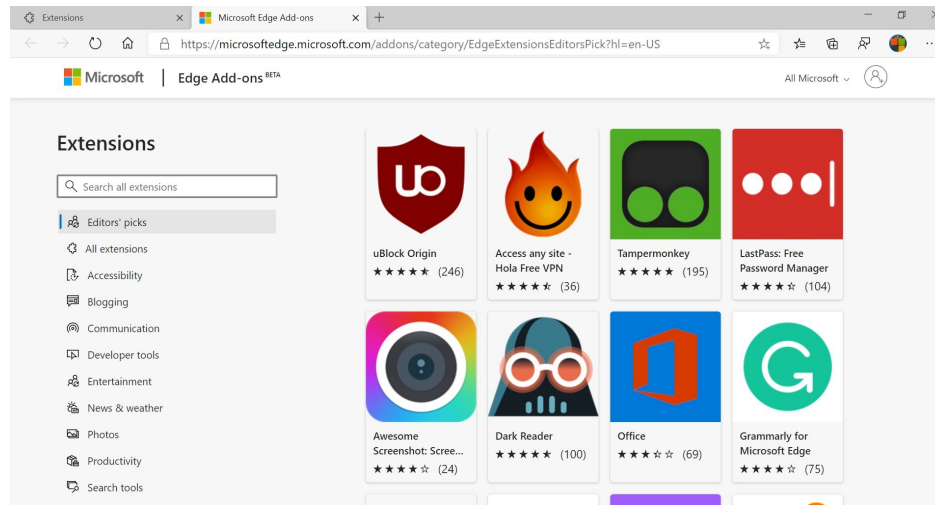 Extensions
Microsoft Edge Add-ons
https://microsoftedge.microsoft.com/addons/category/EdgeExtensionsEditorsPick?hl=en-US
Microsoft
Edge Add-ons BETA
All Microsoft
Extensions
Search all extensions
Editors' picks
All extensions
Accessibility
Blogging
Communication
Developer tools
Entertainment
News & weather
Photos
Productivity
Search tools
uBlock Origin
(246)
Access any site -
Hola Free VPN
(36)
Tampermonkey
(195)
LastPass: Free
Password Manager
(104)
Awesome
Screenshot: Scree...
(24)
Dark Reader
(100)
Office
(69)
Grammarly for
Microsoft Edge
(75)